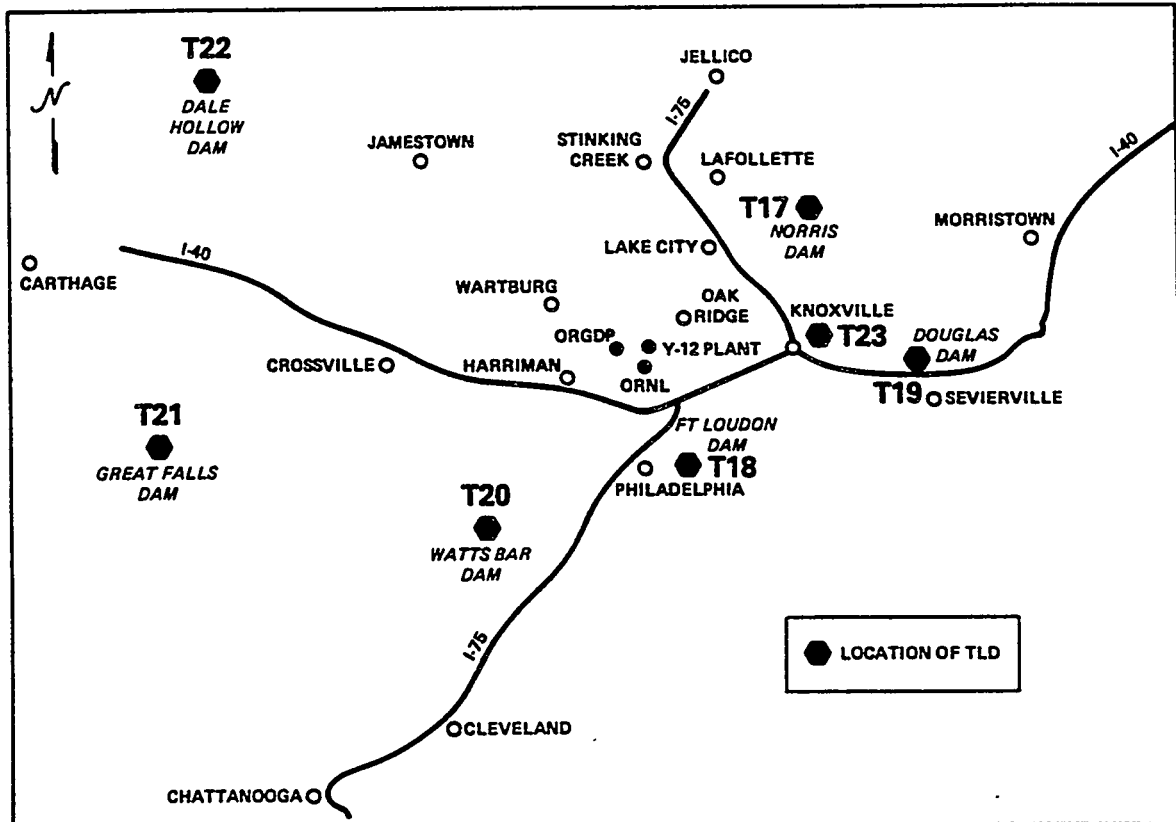 N
T22
DALE
HOLLOW
DAM
JELLICO
I-75
STINKING
CREEK
JAMESTOWN
LAFOLLETTE
I-40
T17
NORRIS
DAM
MORRISTOWN
I-40
CARTHAGE
LAKE CITY
WARTBURG
OAK
RIDGE
KNOXVILLE
T23
DOUGLAS
DAM
ORGDP
Y-12 PLANT
CROSSVILLE
HARRIMAN
ORNL
T19
SEVIERVILLE
T21
GREAT FALLS
DAM
FT LOUDON
DAM
T18
PHILADELPHIA
T20
WATTS BAR
DAM
I-75
LOCATION OF TLD
CLEVELAND
CHATTANOOGA